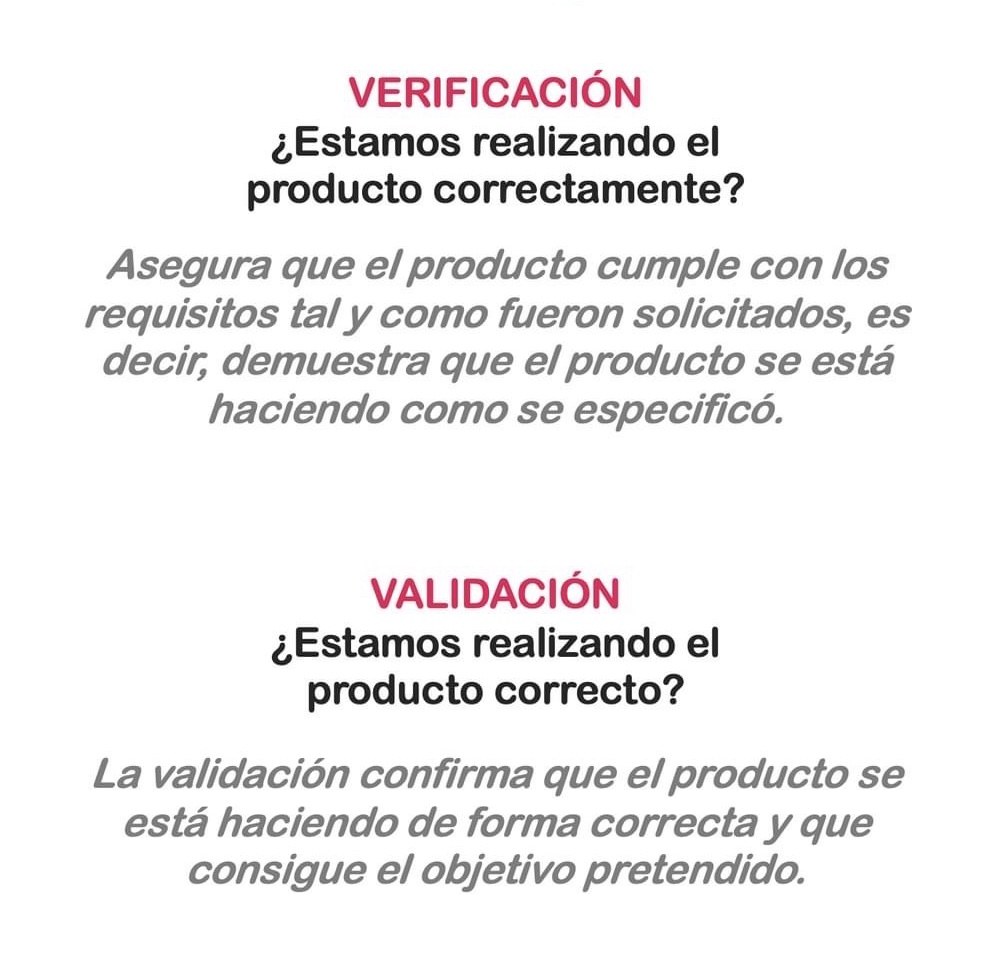 VERIFICACIÓN
¿Estamos realizando el
producto correctamente?
Asegura que el producto cumple con los
requisitos tal y como fueron solicitados, es
decir, demuestra que el producto se está
haciendo como se especificó.
VALIDACIÓN
¿Estamos realizando el
producto correcto?
La validación confirma que el producto se
está haciendo de forma correcta y que
consigue el objetivo pretendido.